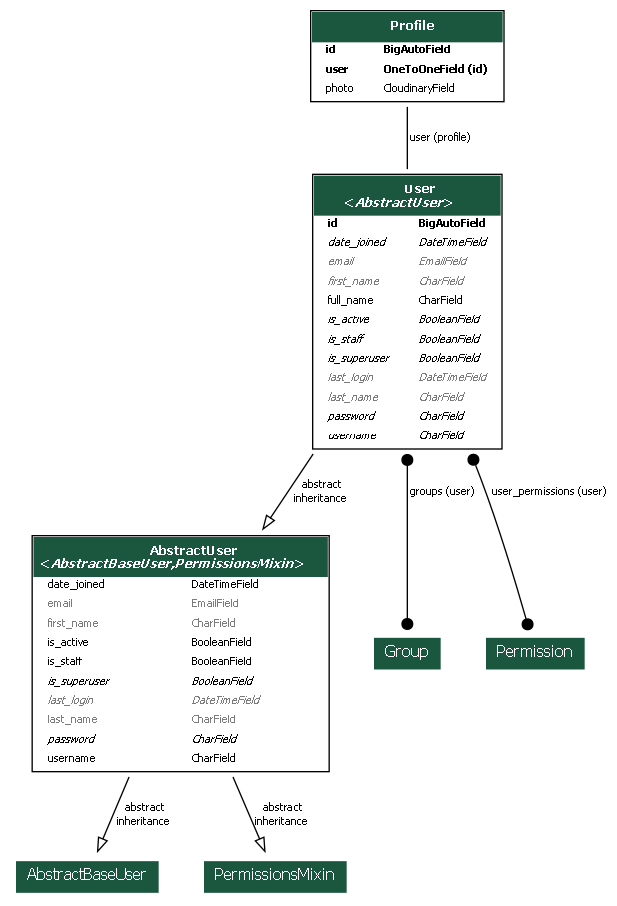 Profile
id BigAutoField
user OneToOneField (id)
photo CloudinaryField
user (profile)
User
<AbstractUser>
id BigAutoField
date_joined DateTimeField
email EmailField
first_name CharField
full_name CharField
is_active BooleanField
is_staff BooleanField
is_superuser BooleanField
last_login DateTimeField
last_name CharField
password CharField
username CharField
abstract
inheritance
groups (user)
user_permissions (user)
AbstractUser
<AbstractBaseUser,PermissionsMixin>
date_joined DateTimeField
email EmailField
first_name CharField
is_active BooleanField
is_staff BooleanField
is_superuser BooleanField
last_login DateTimeField
last_name CharField
password CharField
username CharField
Group
Permission
abstract
inheritance
abstract
inheritance
AbstractBaseUser
PermissionsMixin